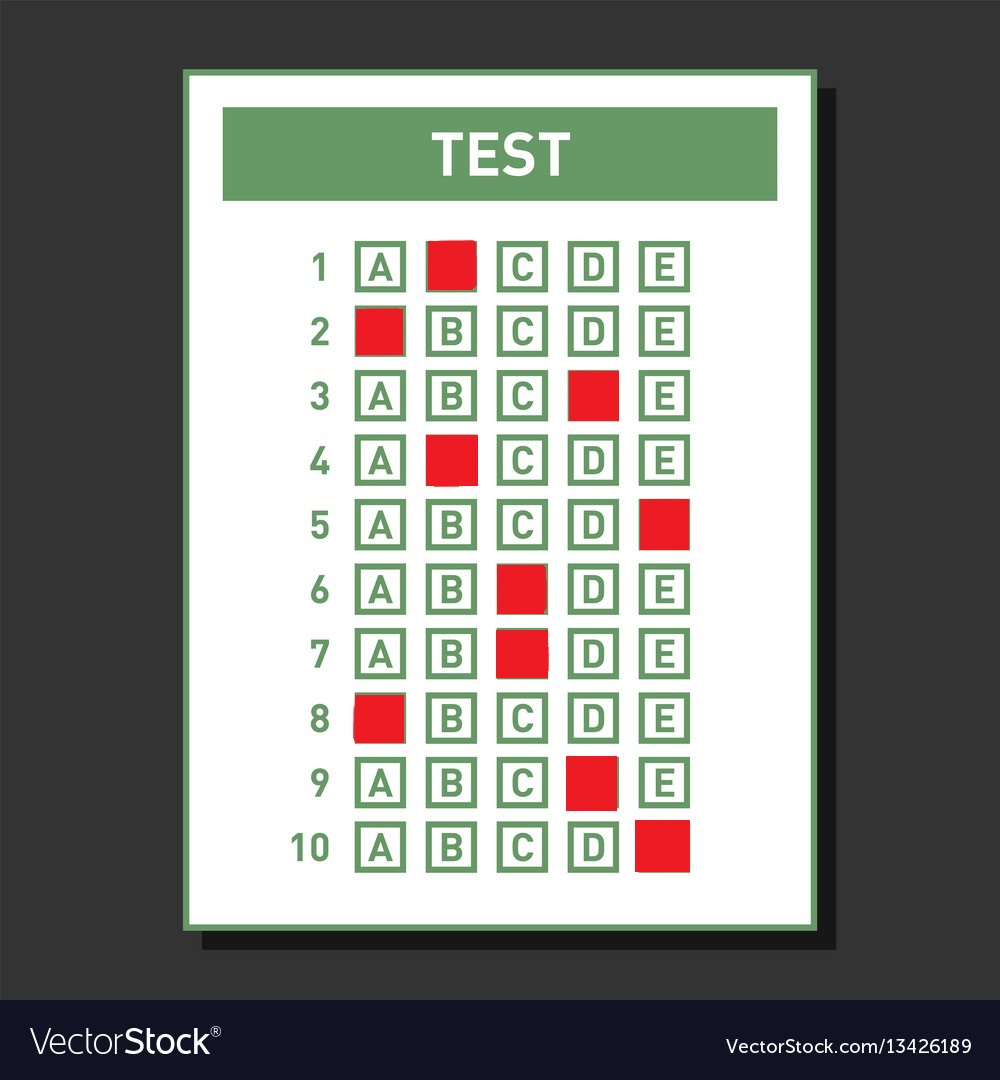 TEST
1 A C D E
2 B C D E
3 A B C E
4 A C D E
5 A B C D
6 A B D E
7 A B D E
8 B C D E
9 A B C E
10 A B C D
VectorStock®
VectorStock.com/13426189